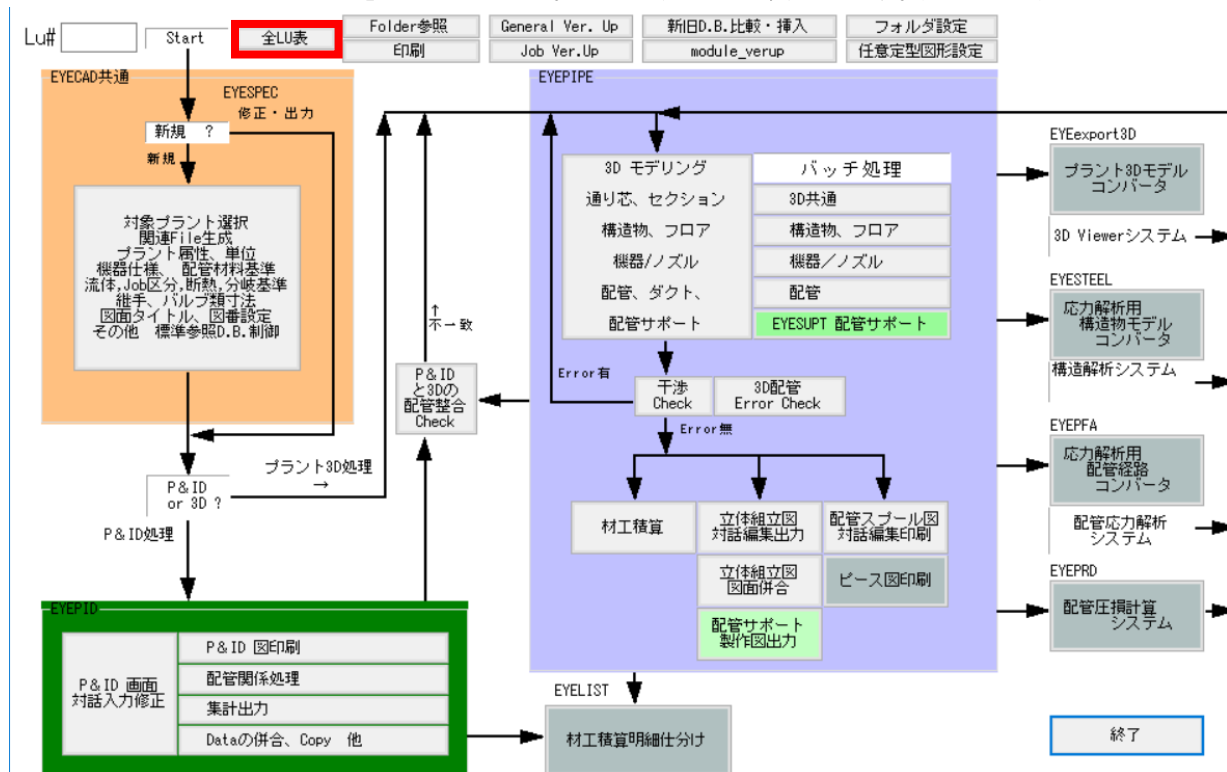 Lu#
Start
全LU表
Folder参照
印刷
General Ver. Up
Job Ver.Up
新旧D.B.比較・挿入
module_verup
フォルダ設定
任意定型図形設定
EYECAD共通
EYESPEC
修正・出力
新規 ?
新規
対象プラント選択
関連File生成
プラント属性、単位
機器仕様、 配管材料基準
流体,Job区分,断熱,分岐基準
継手、バルブ類寸法
図面タイトル、図番設定
その他 標準参照D.B.制御
P&ID
or 3D ?
プラント3D処理
→
P&ID処理
↑
不一致
P&ID
と3Dの
配管整合
Check
EYEPIPE
3D モデリング
通り芯、セクション
構造物、フロア
機器/ノズル
配管、ダクト、
配管サポート
バッチ処理
3D共通
構造物、フロア
機器/ノズル
配管
EYESUPT 配管サポート
Error有
干渉
Check
3D配管
Error Check
Error無
材工積算
立体組立図
対話編集出力
配管スプール図
対話編集印刷
立体組立図
図面併合
ピース図印刷
配管サポート
製作図出力
EYEexport3D
プラント3Dモデル
コンバータ
3D Viewerシステム
EYESTEEL
応力解析用
構造物モデル
コンバータ
構造解析システム
EYEPFA
応力解析用
配管経路
コンバータ
配管応力解析
システム
EYEPRD
配管圧損計算
システム
EYEPID
P&ID 画面
対話入力修正
P&ID 図印刷
配管関係処理
集計出力
Dataの併合、Copy 他
EYELIST
材工積算明細仕分け
終了